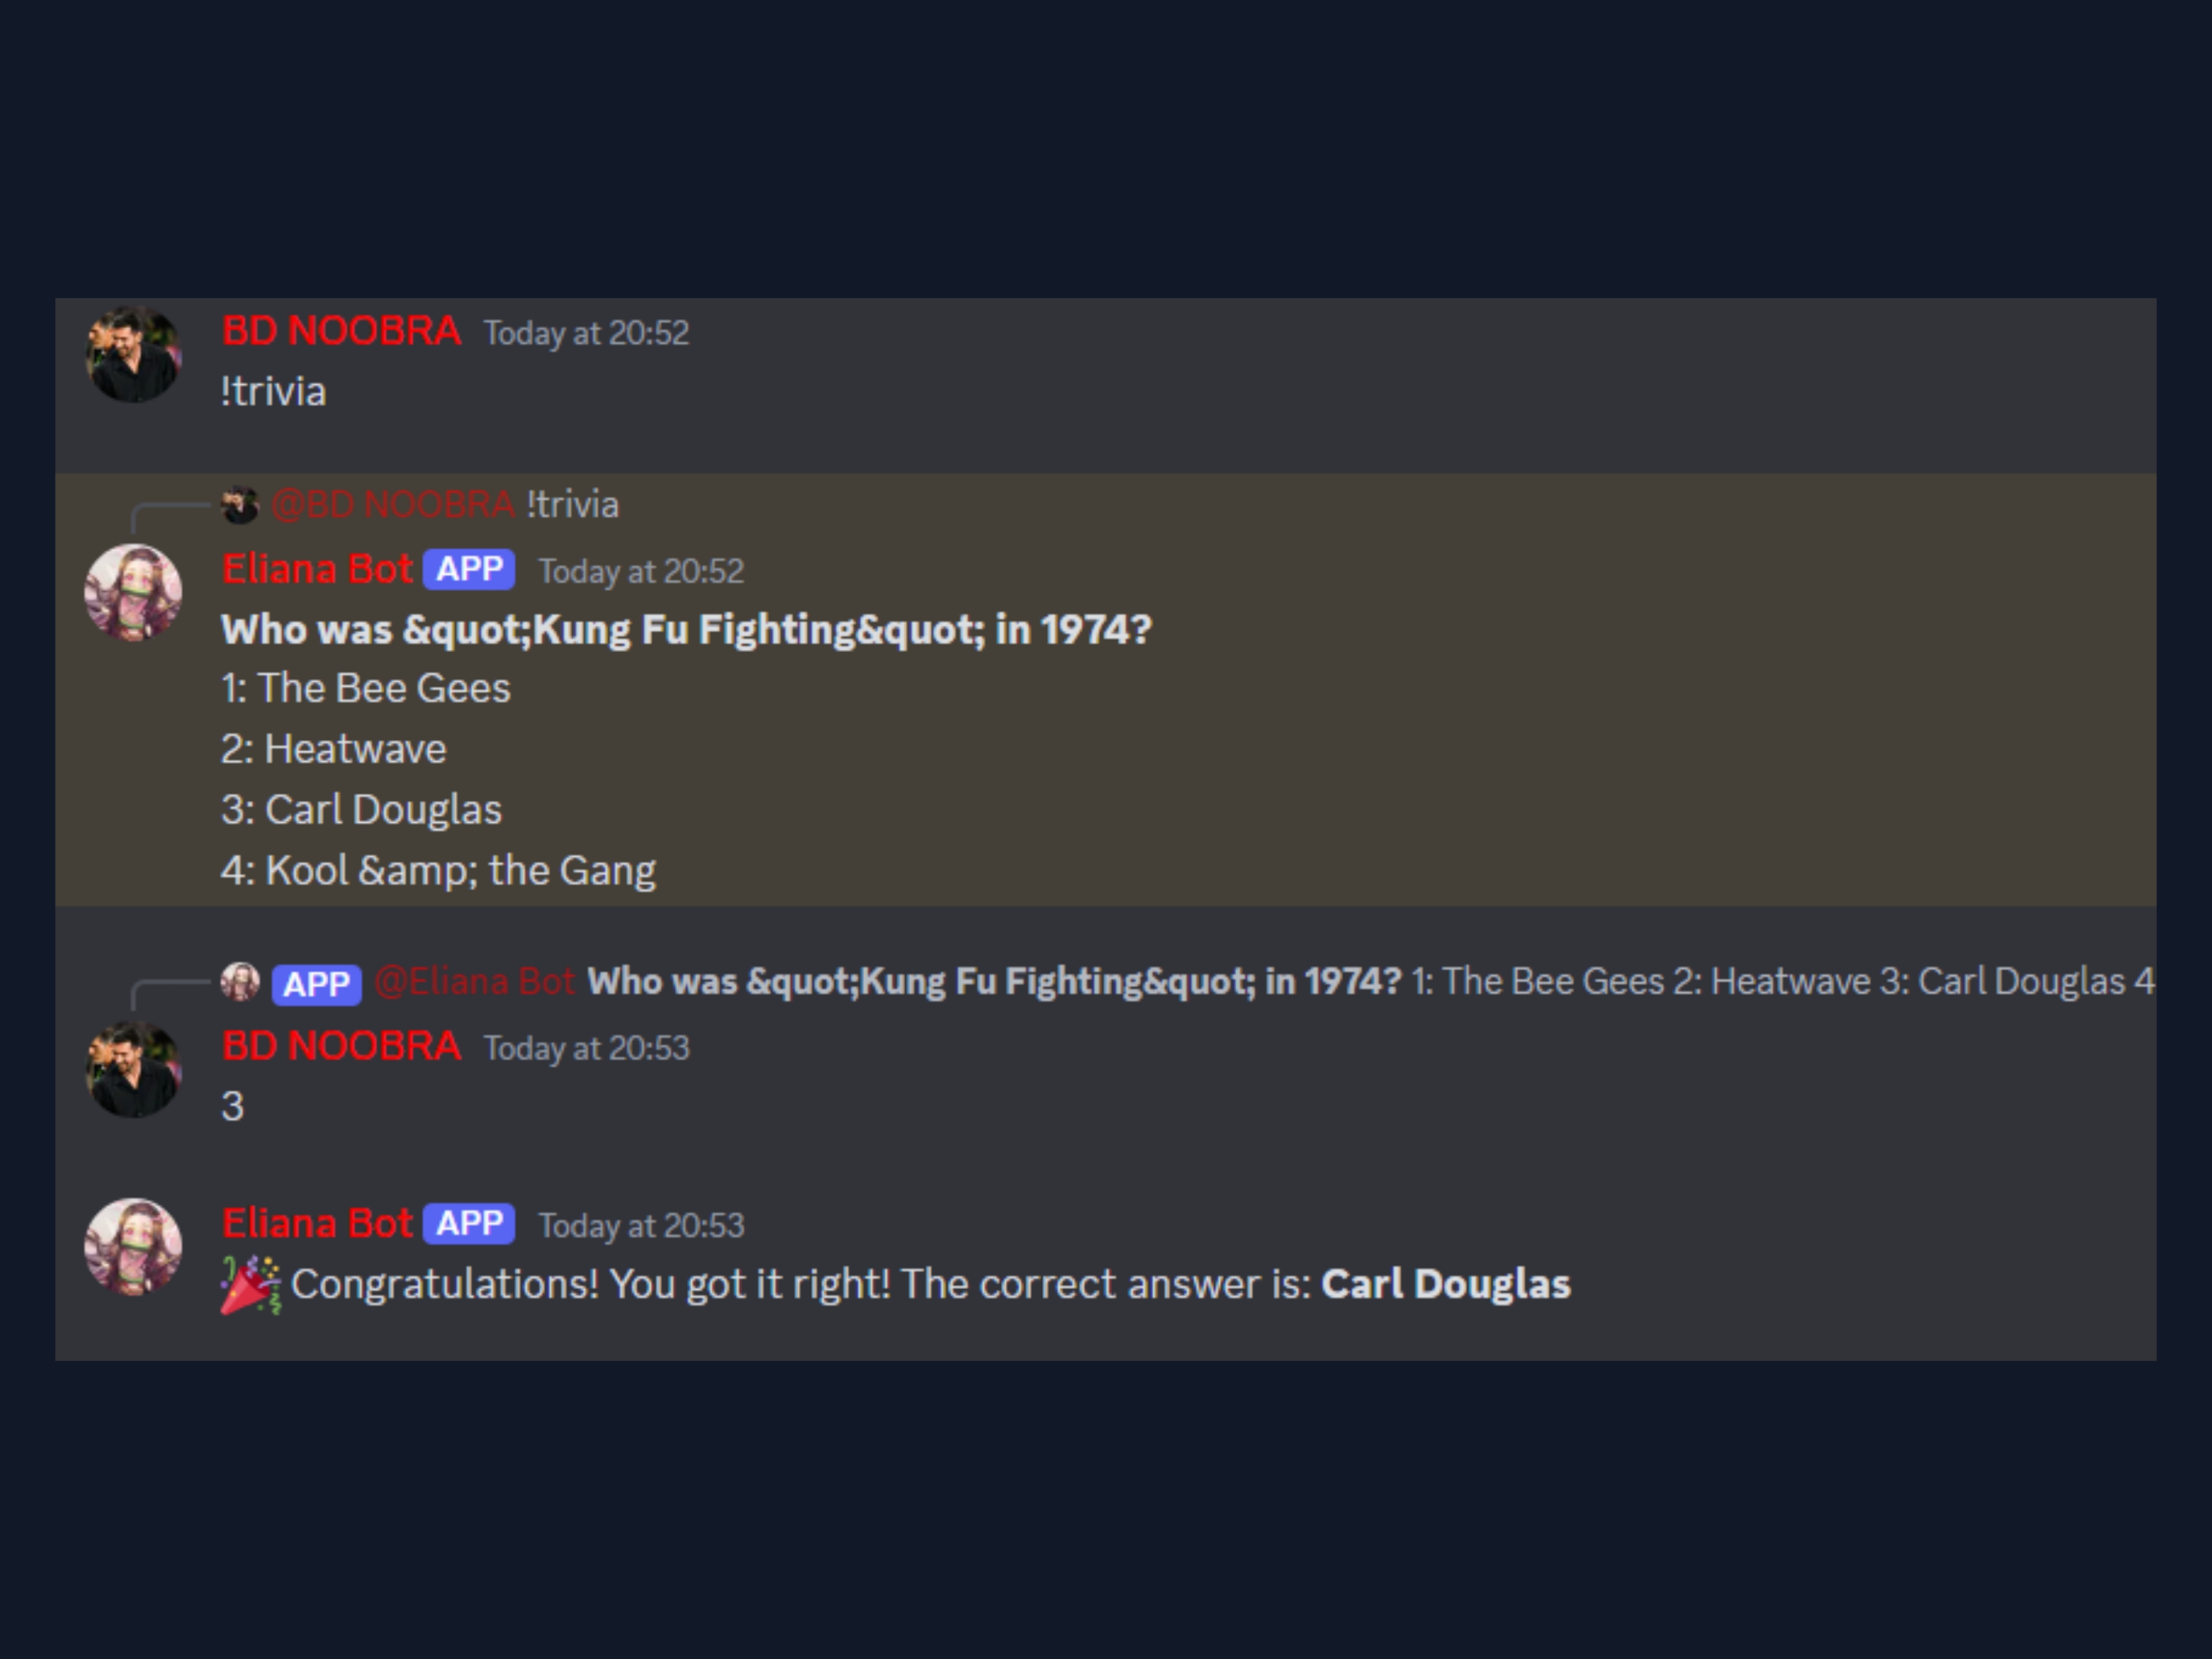 BD NOOBRA Today at 20:52
!trivia
@BD NOOBRA !trivia
Eliana Bot APP Today at 20:52
Who was &quot;Kung Fu Fighting&quot; in 1974?
1: The Bee Gees
2: Heatwave
3: Carl Douglas
4: Kool &amp; the Gang
APP @Eliana Bot Who was &quot;Kung Fu Fighting&quot; in 1974? 1: The Bee Gees 2: Heatwave 3: Carl Douglas 4
BD NOOBRA Today at 20:53
3
Eliana Bot APP Today at 20:53
Congratulations! You got it right! The correct answer is: Carl Douglas